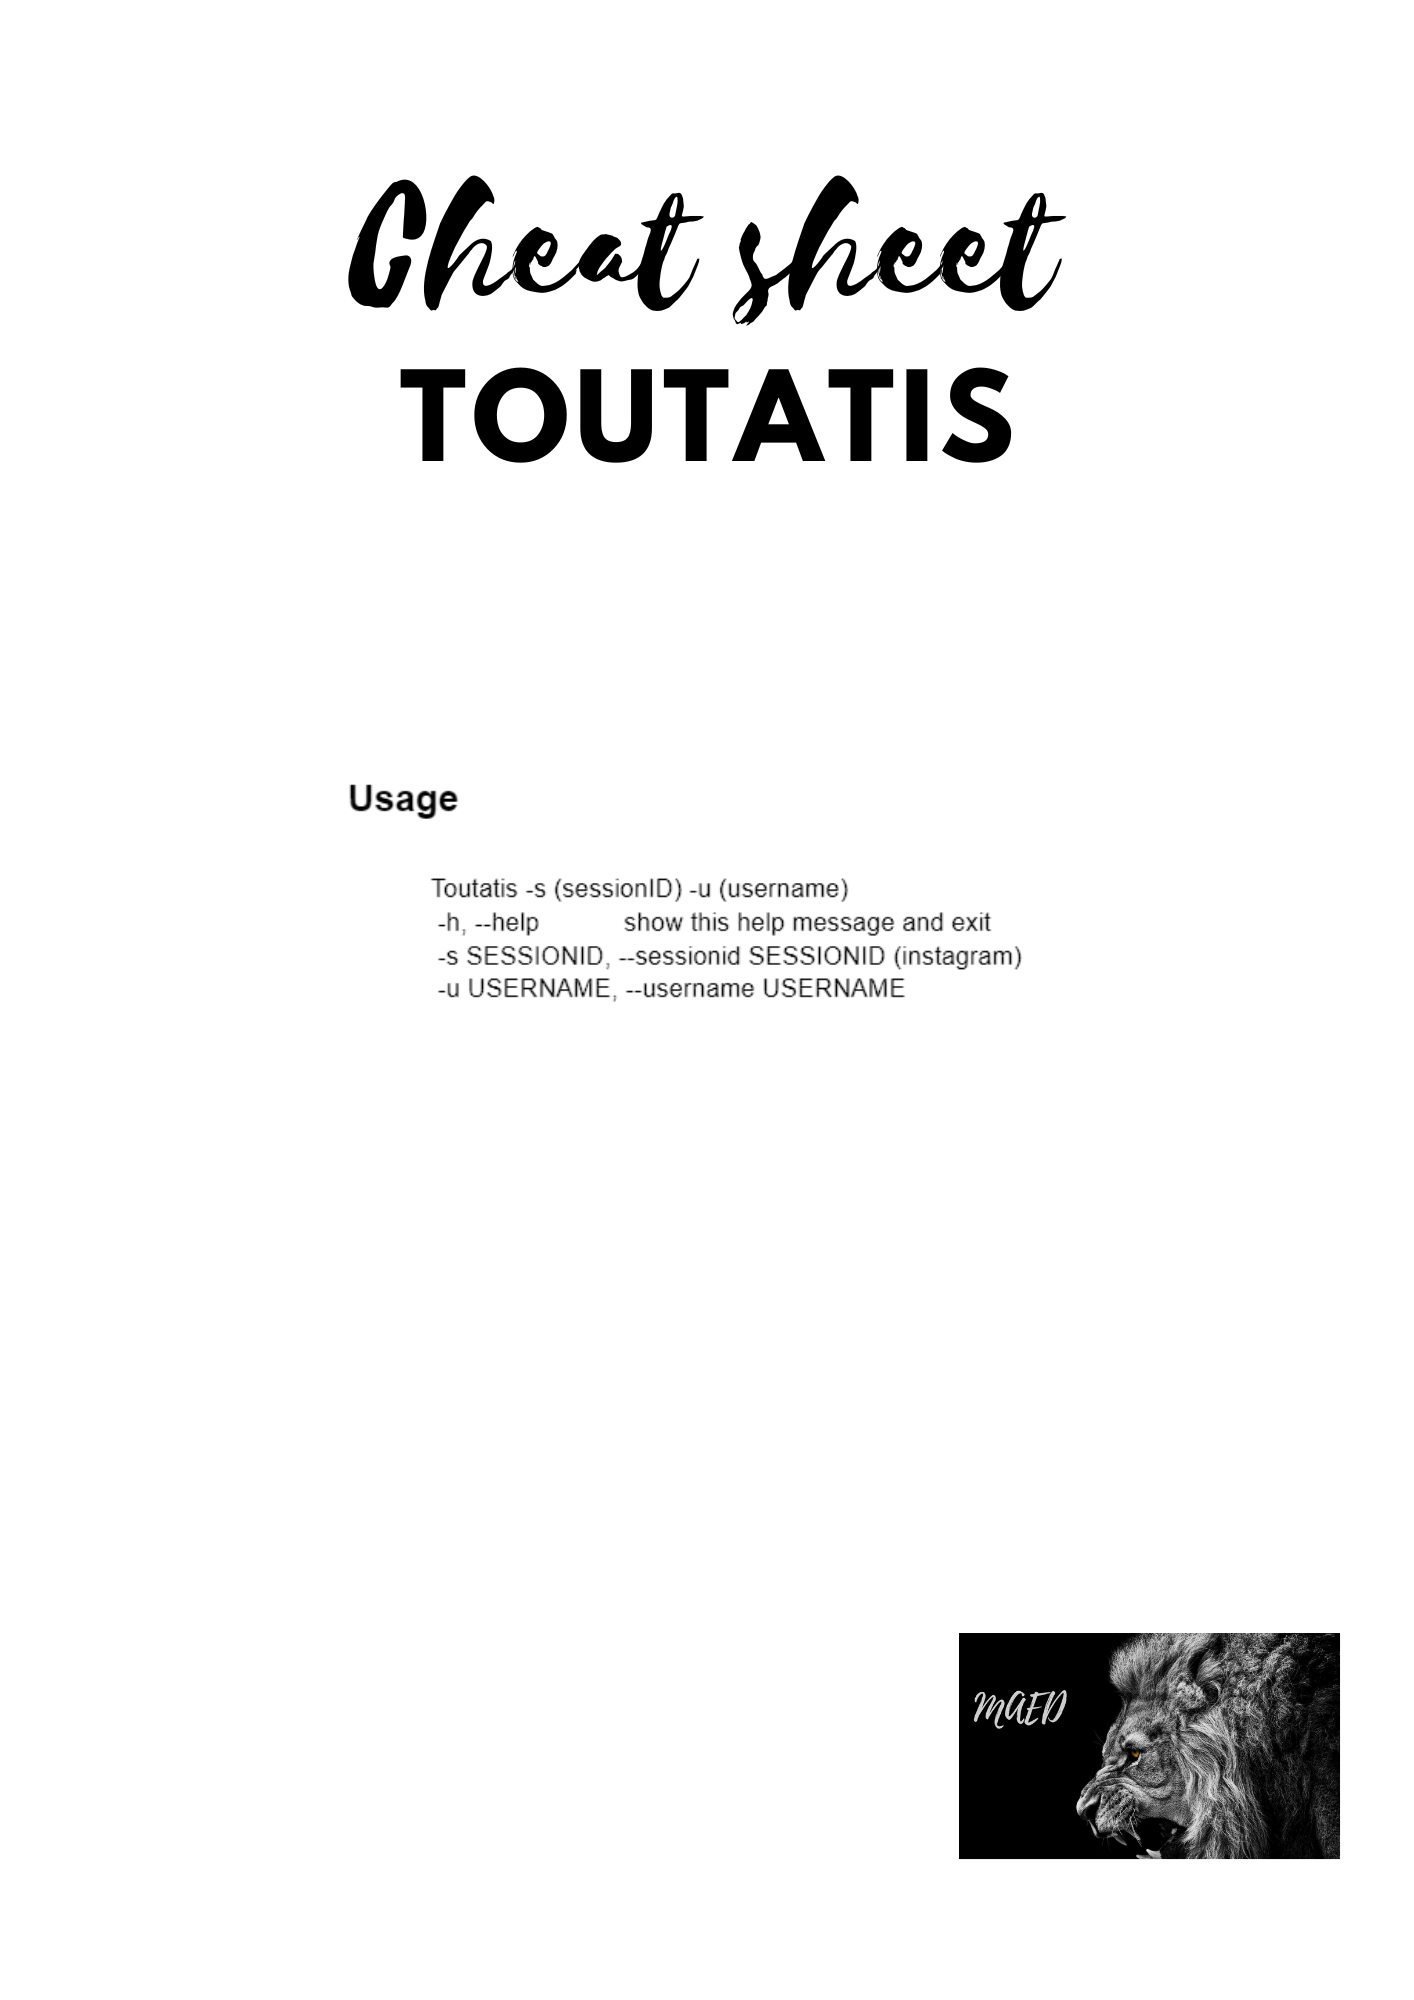 Cheat sheet
TOUTATIS
Usage
Toutatis -s (sessionID) -u (username)
-h, --help            show this help message and exit
-s SESSIONID, --sessionid SESSIONID (instagram)
-u USERNAME, --username USERNAME
MAED